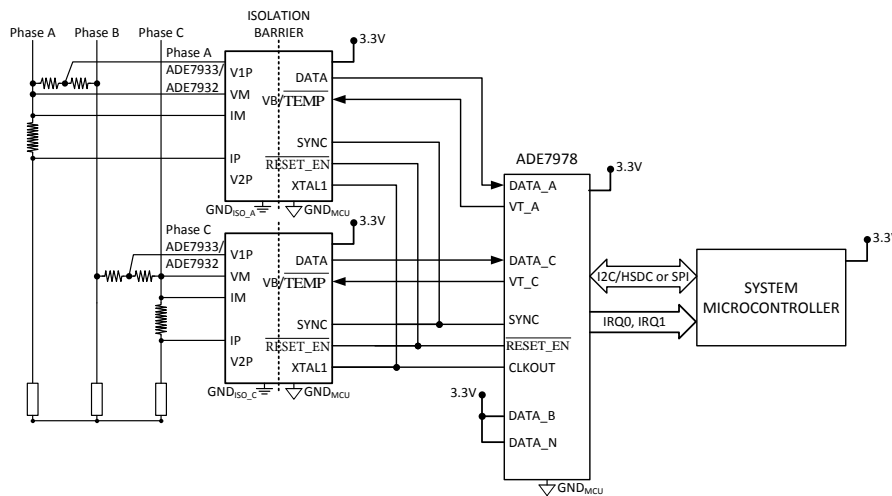 Phase A Phase B Phase C
ISOLATION
BARRIER
3.3V
Phase A
ADE7933/
ADE7932
V1P
VM
IM
IP
V2P
DATA
VB/TEMP
SYNC
RESET_EN
XTAL1
GNDISO_A
GNDMCU
3.3V
Phase C
ADE7933/
ADE7932
V1P
VM
IM
IP
V2P
DATA
VB/TEMP
SYNC
RESET_EN
XTAL1
GNDISO_C
GNDMCU
ADE7978
3.3V
DATA_A
VT_A
DATA_C
VT_C
SYNC
RESET_EN
CLKOUT
3.3V
DATA_B
DATA_N
GNDMCU
I2C/HSDC or SPI
IRQ0, IRQ1
3.3V
SYSTEM
MICROCONTROLLER